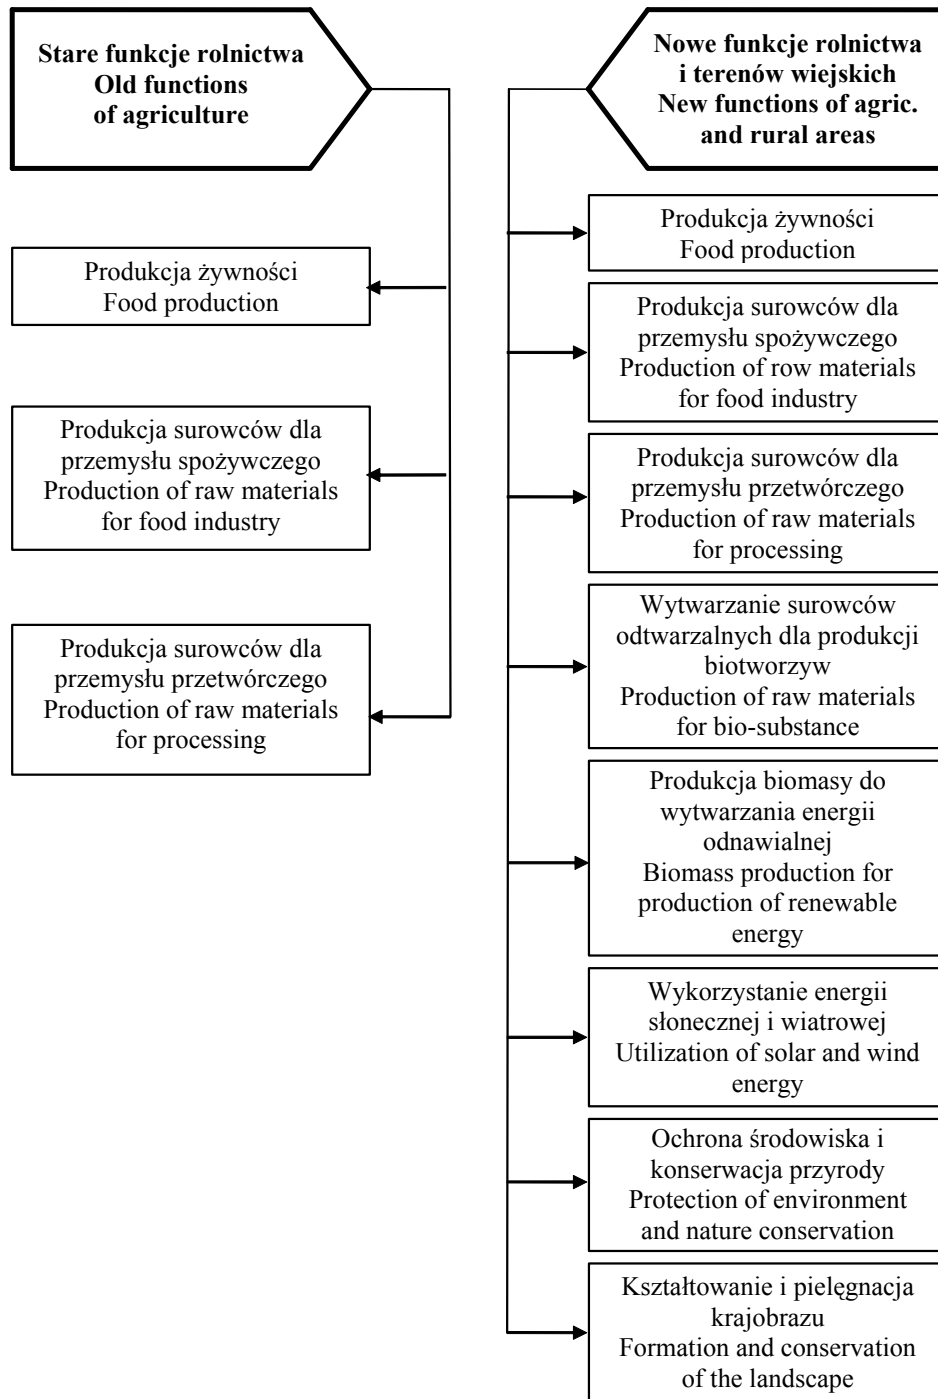 Stare funkcje rolnictwa
Old functions
of agriculture
Produkcja żywności
Food production
Produkcja surowców dla
przemysłu spożywczego
Production of raw materials
for food industry
Produkcja surowców dla
przemysłu przetwórczego
Production of raw materials
for processing
Nowe funkcje rolnictwa
i terenów wiejskich
New functions of agric.
and rural areas
Produkcja żywności
Food production
Produkcja surowców dla
przemysłu spożywczego
Production of row materials
for food industry
Produkcja surowców dla
przemysłu przetwórczego
Production of raw materials
for processing
Wytwarzanie surowców
odtwarzalnych dla produkcji
biotworzyw
Production of raw materials
for bio-substance
Produkcja biomasy do
wytwarzania energii
odnawialnej
Biomass production for
production of renewable
energy
Wykorzystanie energii
słonecznej i wiatrowej
Utilization of solar and wind
energy
Ochrona środowiska i
konserwacja przyrody
Protection of environment
and nature conservation
Kształtowanie i pielęgnacja
krajobrazu
Formation and conservation
of the landscape